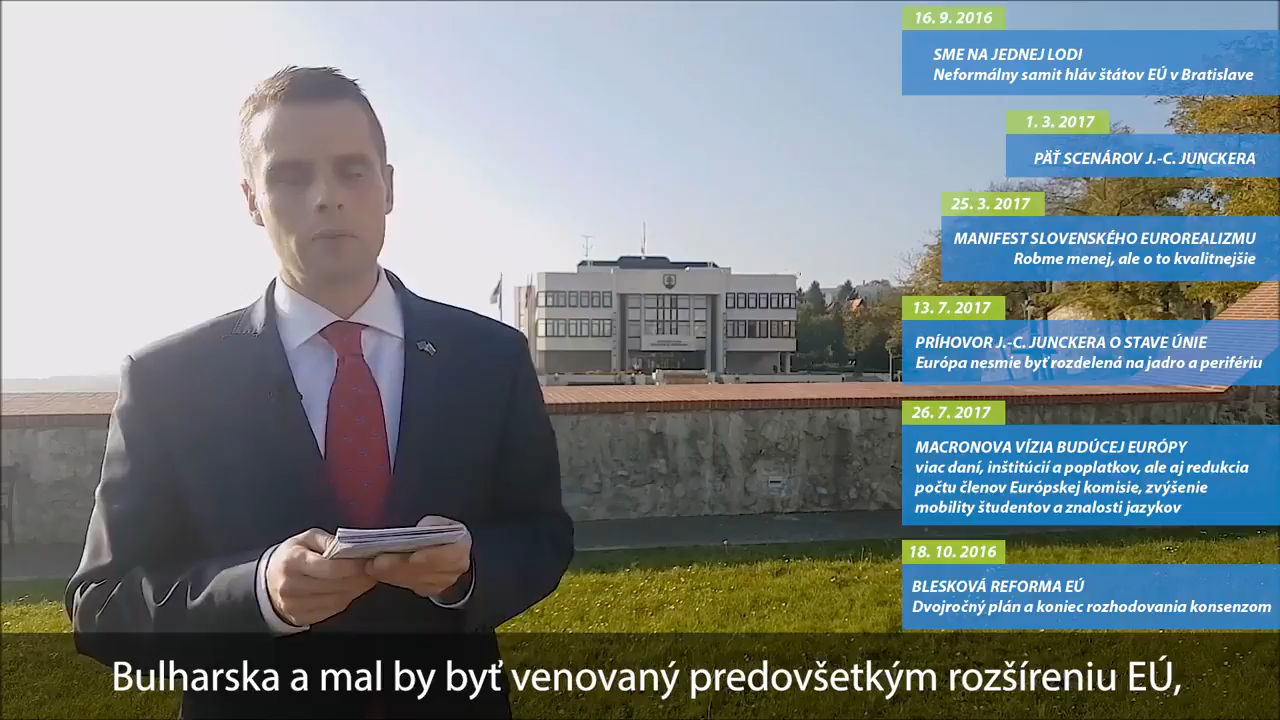 16. 9. 2016
SME NA JEDNEJ LODI
Neformálny samit hláv štátov EÚ v Bratislave
1. 3. 2017
PÄŤ SCENÁROV J.-C. JUNCKERA
25. 3. 2017
MANIFEST SLOVENSKÉHO EUROREALIZMU
Robme menej, ale o to kvalitnejšie
13. 7. 2017
PRÍHOVOR J.-C. JUNCKERA O STAVE ÚNIE
Európa nesmie byť rozdelená na jadro a perifériu
26. 7. 2017
MACRONOVA VÍZIA BUDÚCEJ EURÓPY
viac daní, inštitúcií a poplatkov, ale aj redukcia
počtu členov Európskej komisie, zvýšenie
mobility študentov a znalosti jazykov
18. 10. 2016
BLESKOVÁ REFORMA EÚ
Dvojročný plán a koniec rozhodovania konsenzom
Bulharska a mal by byť venovaný predovšetkým rozšíreniu EÚ,